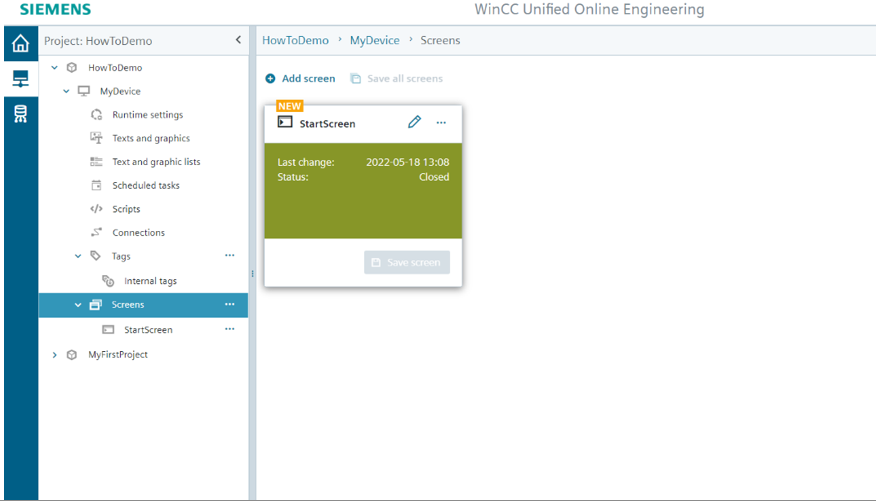 SIEMENS
WinCC Unified Online Engineering
Project: HowToDemo
HowToDemo
MyDevice
Runtime settings
Texts and graphics
Text and graphic lists
Scheduled tasks
Scripts
Connections
Tags
Internal tags
Screens
StartScreen
MyFirstProject
HowToDemo > MyDevice > Screens
Add screen Save all screens
NEW
StartScreen
Last change: 2022-05-18 13:08
Status: Closed
Save screen